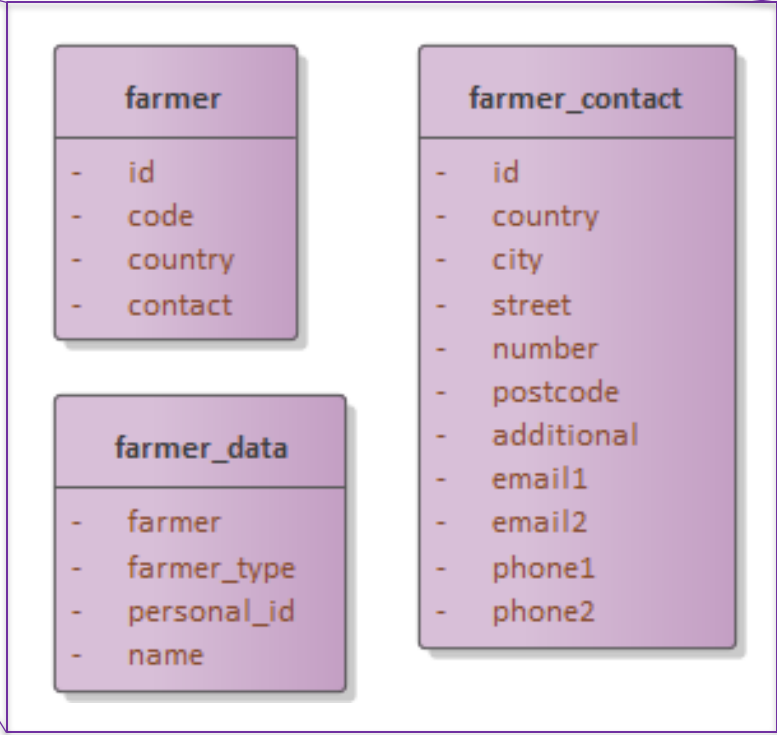 farmer
- id
- code
- country
- contact
farmer_data
- farmer
- farmer_type
- personal_id
- name
farmer_contact
- id
- country
- city
- street
- number
- postcode
- additional
- email1
- email2
- phone1
- phone2